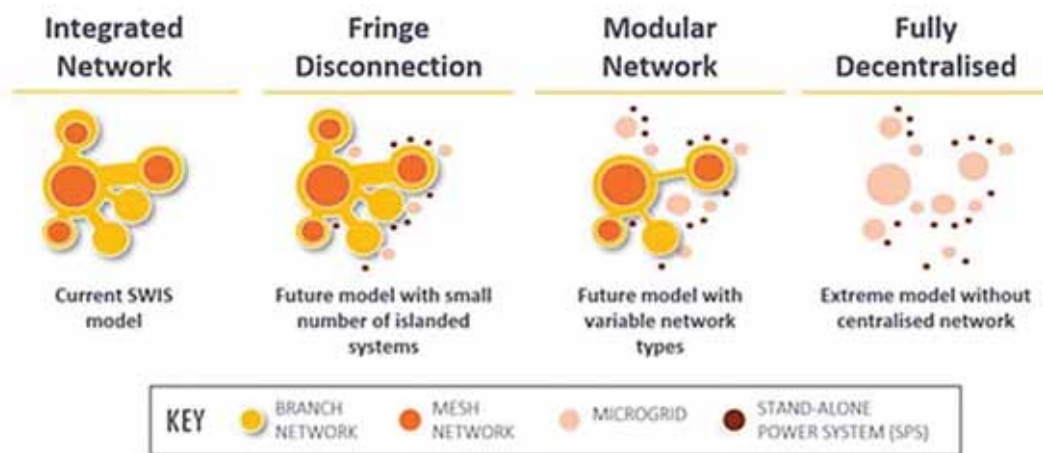 Integrated
Network
Fringe
Disconnection
Modular
Network
Fully
Decentralised
Current SWIS
model
Future model with small
number of islanded
systems
Future model with
variable network
types
Extreme model without
centralised network
KEY
BRANCH
NETWORK
MESH
NETWORK
MICROGRID
STAND-ALONE
POWER SYSTEM (SPS)